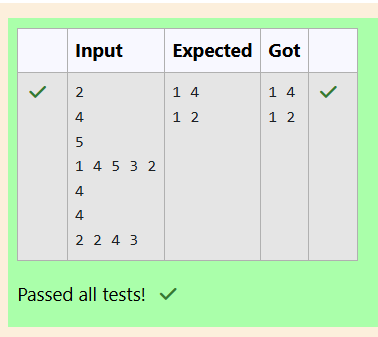 Input Expected Got
2 1 4 1 4
4 1 2 1 2
5
1 4 5 3 2
4
4
2 2 4 3
Passed all tests!